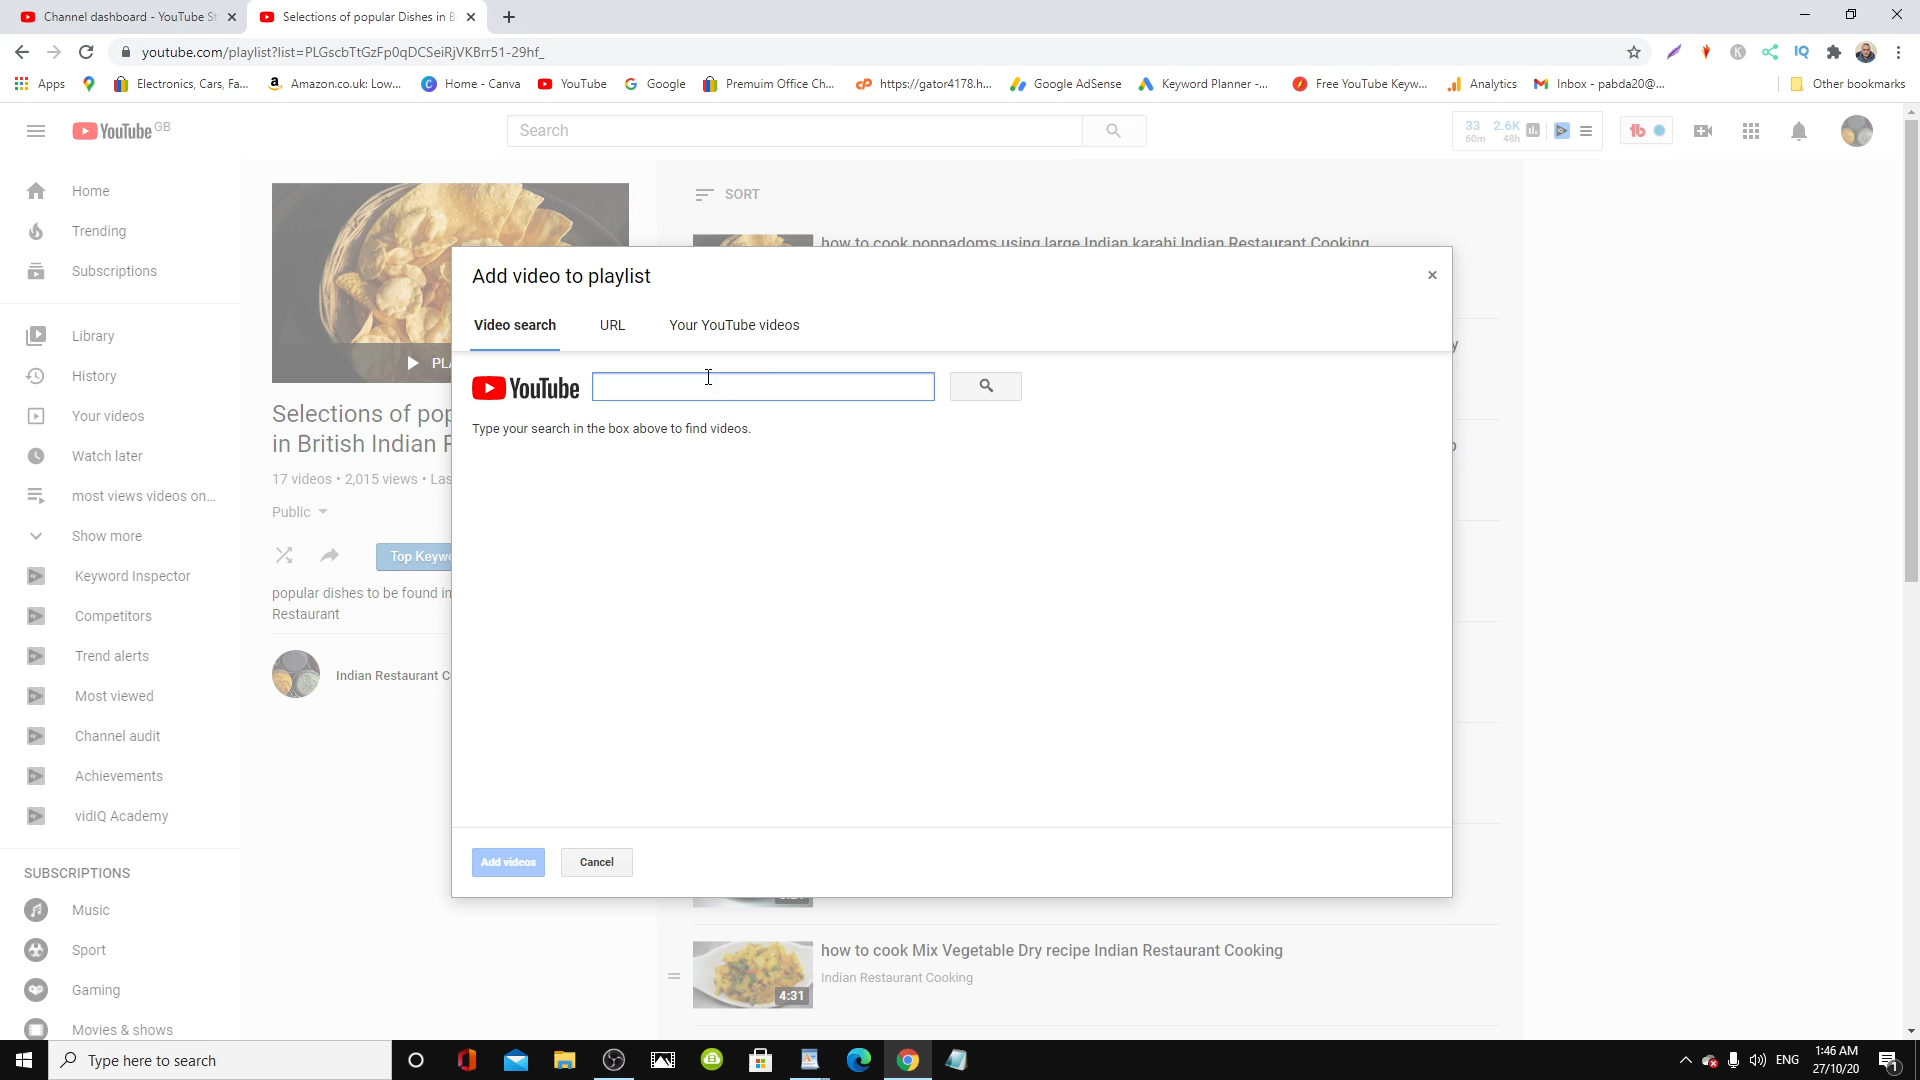 Channel dashboard - YouTube St
Selections of popular Dishes in B
youtube.com/playlist?list=PLGscbTtGzFp0qDCSeiRjVKBrr51-29hf_
Apps
Electronics, Cars, Fa...
Amazon.co.uk: Low...
Home - Canva
YouTube
Google
Premuim Office Ch...
https://gator4178.h...
Google AdSense
Keyword Planner -...
Free YouTube Keyw...
Analytics
Inbox - pabda20@...
Other bookmarks
YouTube GB
Search
33 2.6K
60m 48h
Home
Trending
Subscriptions
Library
History
Your videos
Watch later
most views videos on...
Show more
Keyword Inspector
Competitors
Trend alerts
Most viewed
Channel audit
Achievements
vidIQ Academy
SUBSCRIPTIONS
Music
Sport
Gaming
Movies & shows
PLA
Selections of pop
in British Indian R
17 videos • 2,015 views • Las
Public
Top Keywo
popular dishes to be found in
Restaurant
Indian Restaurant C
SORT
how to cook poppadoms using large Indian karahi Indian Restaurant Cooking
Add video to playlist
×
Video search
URL
Your YouTube videos
YouTube
Type your search in the box above to find videos.
Add videos
Cancel
how to cook Mix Vegetable Dry recipe Indian Restaurant Cooking
Indian Restaurant Cooking
4:31
Type here to search
ENG
1:46 AM
27/10/20
1